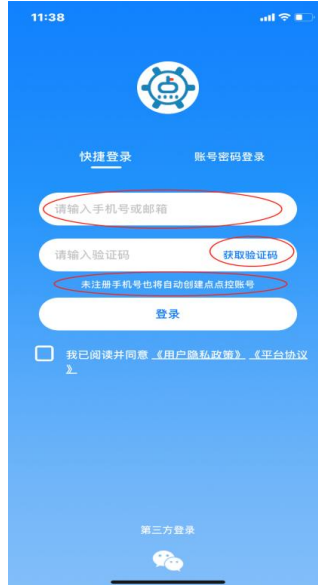 11:38
快捷登录 账号密码登录
请输入手机号或邮箱
请输入验证码 获取验证码
未注册手机号也将自动创建点点控账号
登录
我已阅读并同意 《用户隐私政策》 《平台协议
》
第三方登录